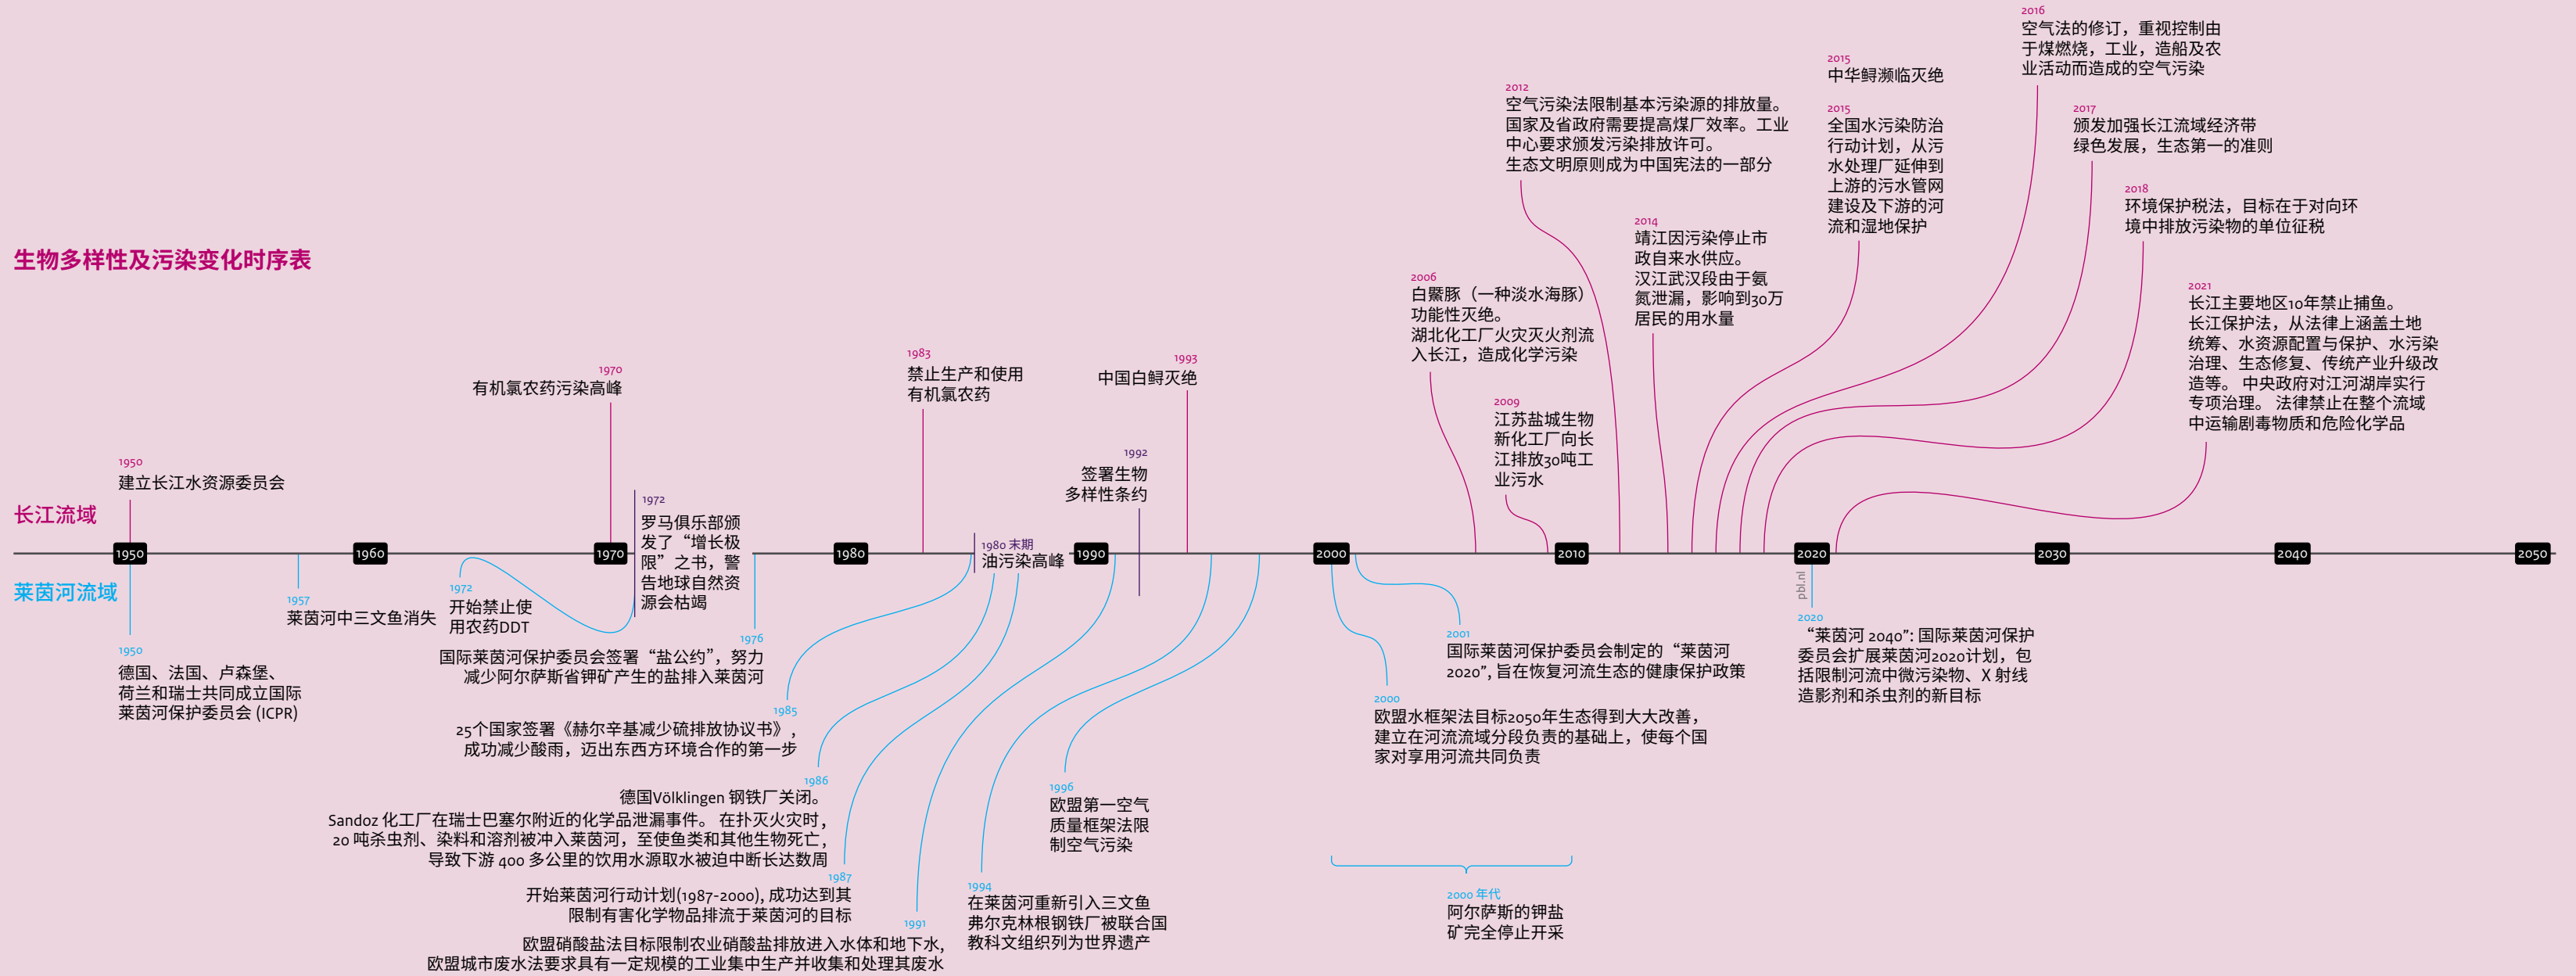 生物多样性及污染变化时序表
长江流域
莱茵河流域
1950
1960
1970
1980
1990
2000
2010
2020
2030
2040
2050
1950
建立长江水资源委员会
1970
有机氯农药污染高峰
1972
罗马俱乐部颁
发了“增长极
限”之书，警
告地球自然资
源会枯竭
1983
禁止生产和使用
有机氯农药
1980 末期
油污染高峰
1992
签署生物
多样性条约
1993
中国白鲟灭绝
2006
白鱀豚（一种淡水海豚）
功能性灭绝。
湖北化工厂火灾灭火剂流
入长江，造成化学污染
2009
江苏盐城生物
新化工厂向长
江排放30吨工
业污水
2012
空气污染法限制基本污染源的排放量。
国家及省政府需要提高煤厂效率。工业
中心要求颁发污染排放许可。
生态文明原则成为中国宪法的一部分
2014
靖江因污染停止市
政自来水供应。
汉江武汉段由于氨
氮泄漏，影响到30万
居民的用水量
2015
中华鲟濒临灭绝
2015
全国水污染防治
行动计划，从污
水处理厂延伸到
上游的污水管网
建设及下游的河
流和湿地保护
2016
空气法的修订，重视控制由
于煤燃烧，工业，造船及农
业活动而造成的空气污染
2017
颁发加强长江流域经济带
绿色发展，生态第一的准则
2018
环境保护税法，目标在于对向环
境中排放污染物的单位征税
2021
长江主要地区10年禁止捕鱼。
长江保护法，从法律上涵盖土地
统筹、水资源配置与保护、水污染
治理、生态修复、传统产业升级改
造等。 中央政府对江河湖岸实行
专项治理。 法律禁止在整个流域
中运输剧毒物质和危险化学品
1950
德国、法国、卢森堡、
荷兰和瑞士共同成立国际
莱茵河保护委员会 (ICPR)
1957
莱茵河中三文鱼消失
1972
开始禁止使
用农药DDT
1976
国际莱茵河保护委员会签署“盐公约”，努力
减少阿尔萨斯省钾矿产生的盐排入莱茵河
1985
25个国家签署《赫尔辛基减少硫排放协议书》，
成功减少酸雨，迈出东西方环境合作的第一步
1986
德国Völklingen 钢铁厂关闭。
Sandoz 化工厂在瑞士巴塞尔附近的化学品泄漏事件。 在扑灭火灾时，
20 吨杀虫剂、染料和溶剂被冲入莱茵河，至使鱼类和其他生物死亡，
导致下游 400 多公里的饮用水源取水被迫中断长达数周
1987
开始莱茵河行动计划(1987-2000), 成功达到其
限制有害化学物品排流于莱茵河的目标
1991
欧盟硝酸盐法目标限制农业硝酸盐排放进入水体和地下水,
欧盟城市废水法要求具有一定规模的工业集中生产并收集和处理其废水
1994
在莱茵河重新引入三文鱼
弗尔克林根钢铁厂被联合国
教科文组织列为世界遗产
1996
欧盟第一空气
质量框架法限
制空气污染
2000
欧盟水框架法目标2050年生态得到大大改善，
建立在河流流域分段负责的基础上，使每个国
家对享用河流共同负责
2001
国际莱茵河保护委员会制定的“莱茵河
2020”, 旨在恢复河流生态的健康保护政策
2000 年代
阿尔萨斯的钾盐
矿完全停止开采
pbl.nl
2020
“莱茵河 2040”: 国际莱茵河保护
委员会扩展莱茵河2020计划，包
括限制河流中微污染物、X 射线
造影剂和杀虫剂的新目标